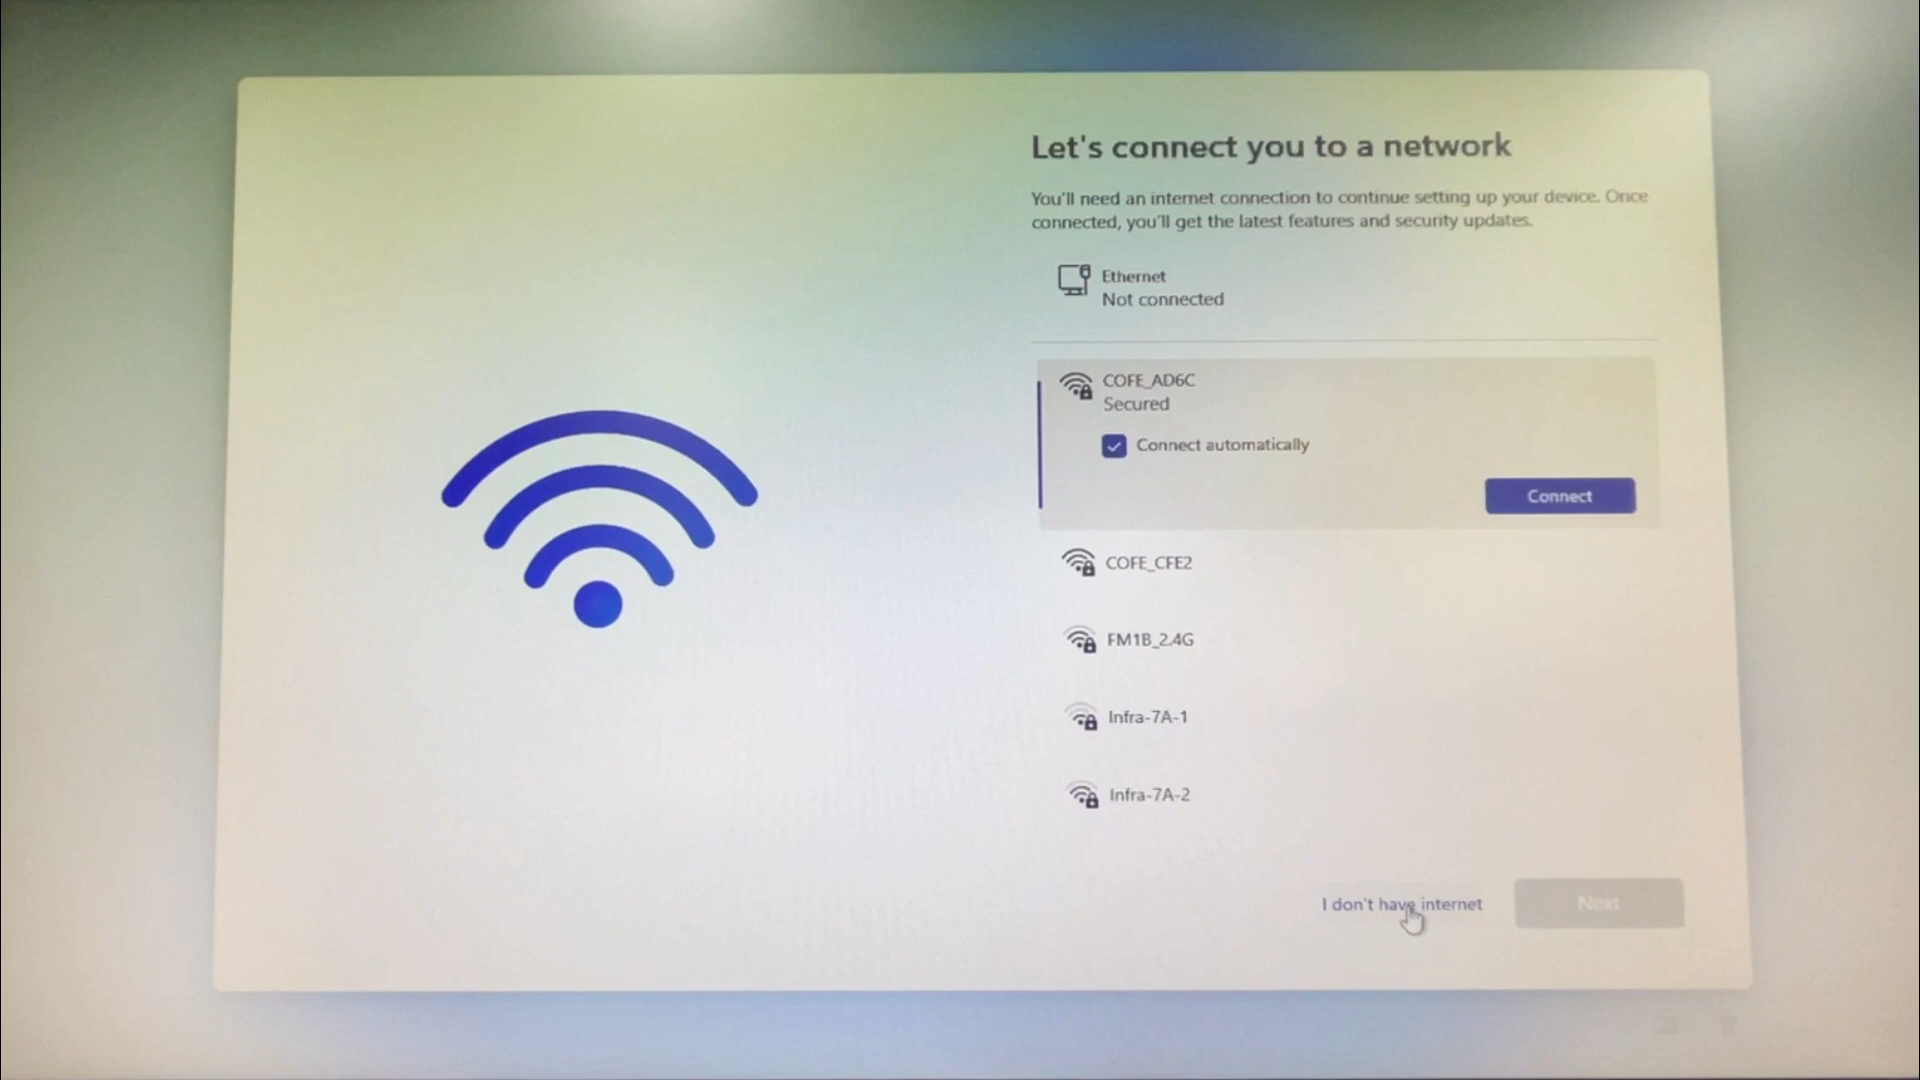 Let's connect you to a network
You'll need an internet connection to continue setting up your device. Once
connected, you'll get the latest features and security updates.
Ethernet
Not connected
COFE_AD6C
Secured
Connect automatically
Connect
COFE_CFE2
FM1B_2.4G
Infra-7A-1
Infra-7A-2
I don't have internet
Next